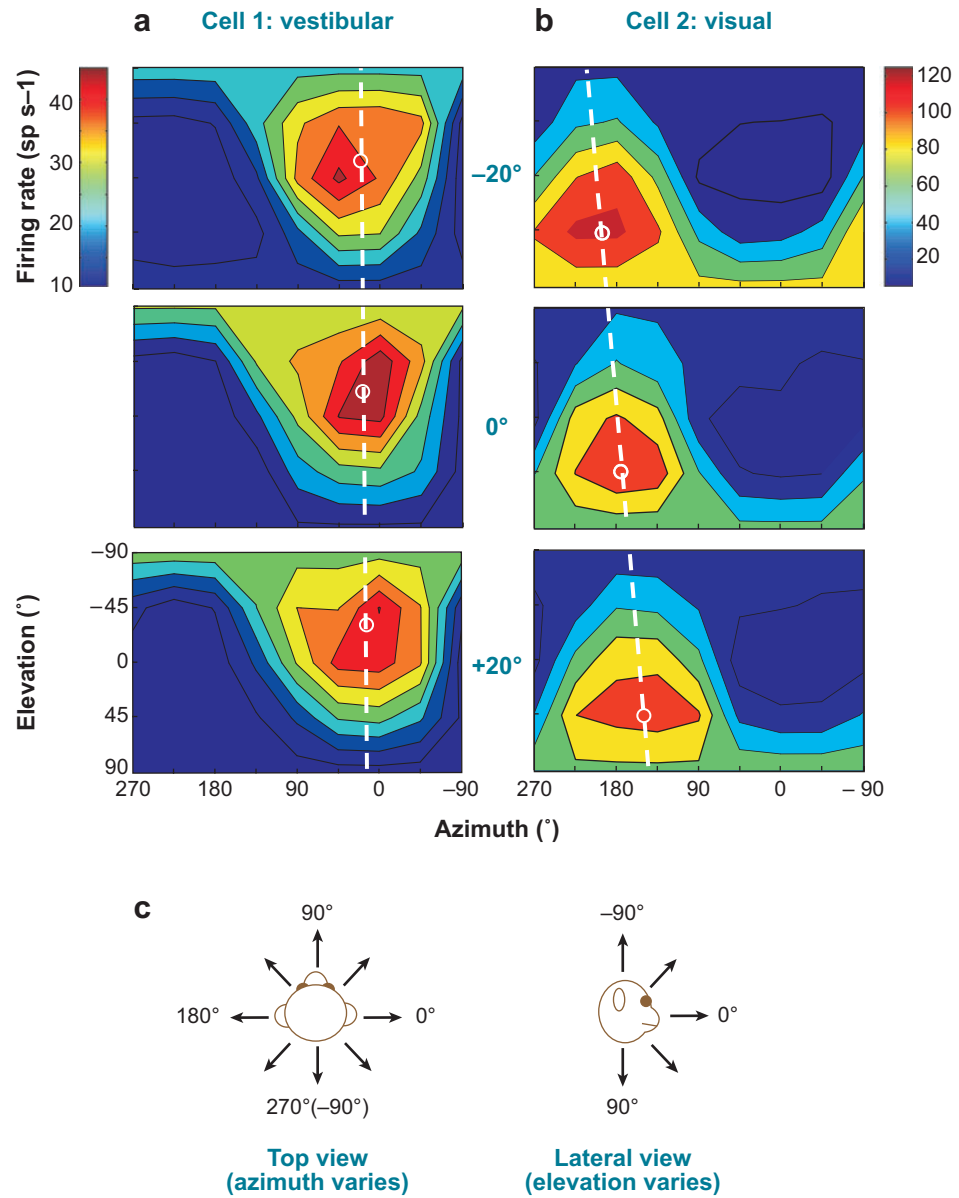 a Cell 1: vestibular
b Cell 2: visual
Firing rate (sp s–1)
40
30
20
10
120
100
80
60
40
20
–20°
0°
+20°
Elevation (°)
–90
–45
0
45
90
270 180 90 0 –90
270 180 90 0 – 90
Azimuth (°)
c
90°
180°
0°
270°(–90°)
–90°
0°
90°
Top view
(azimuth varies)
Lateral view
(elevation varies)